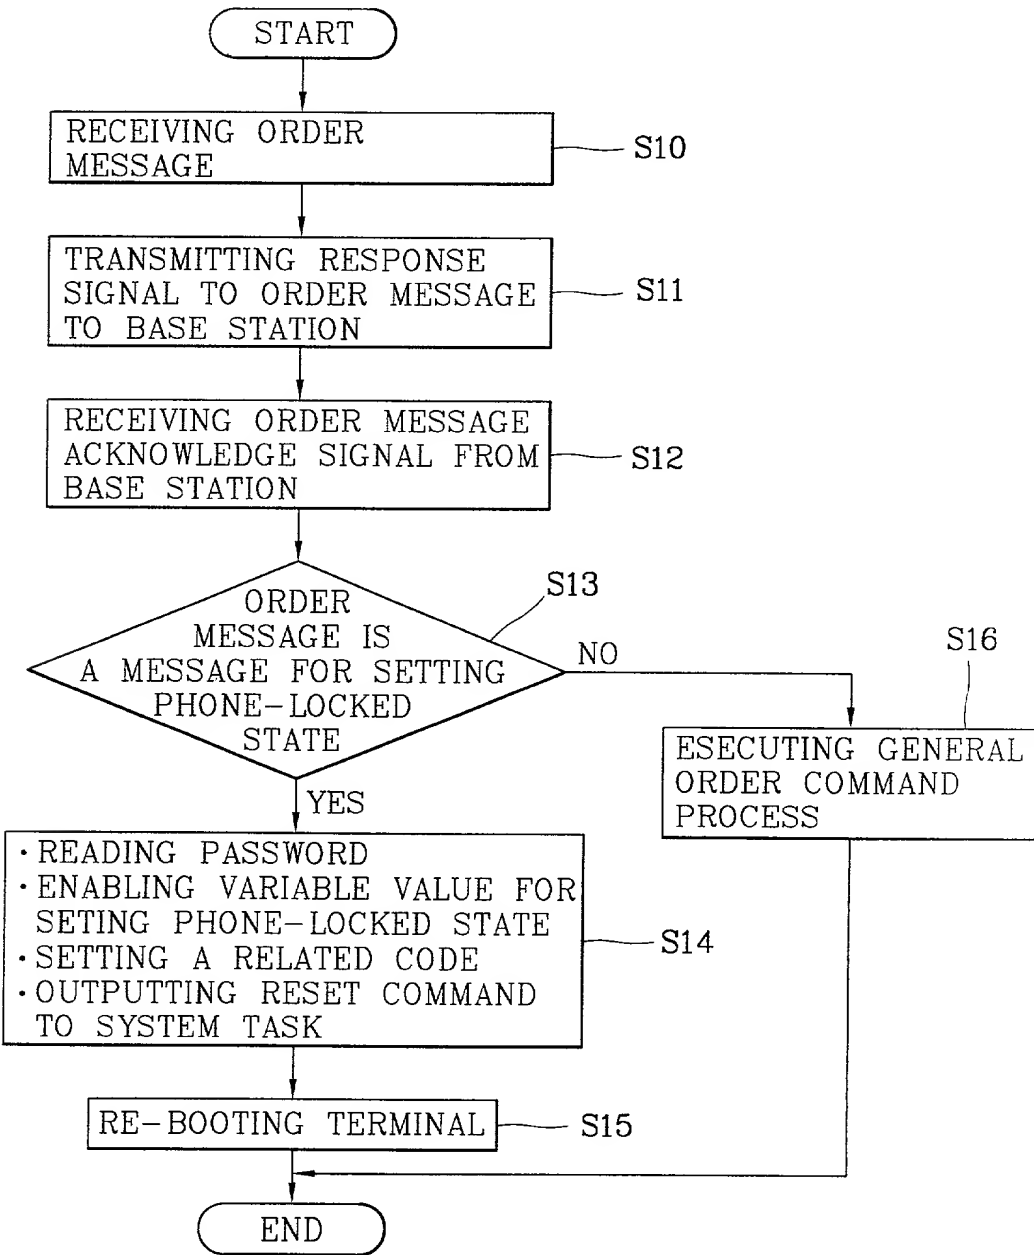 START
RECEIVING ORDER
MESSAGE
S10
TRANSMITTING RESPONSE
SIGNAL TO ORDER MESSAGE
TO BASE STATION
S11
RECEIVING ORDER MESSAGE
ACKNOWLEDGE SIGNAL FROM
BASE STATION
S12
ORDER
MESSAGE IS
A MESSAGE FOR SETTING
PHONE-LOCKED
STATE
S13
NO
S16
ESECUTING GENERAL
ORDER COMMAND
PROCESS
YES
· READING PASSWORD
· ENABLING VARIABLE VALUE FOR
SETING PHONE-LOCKED STATE
· SETTING A RELATED CODE
· OUTPUTTING RESET COMMAND
TO SYSTEM TASK
S14
RE-BOOTING TERMINAL
S15
END